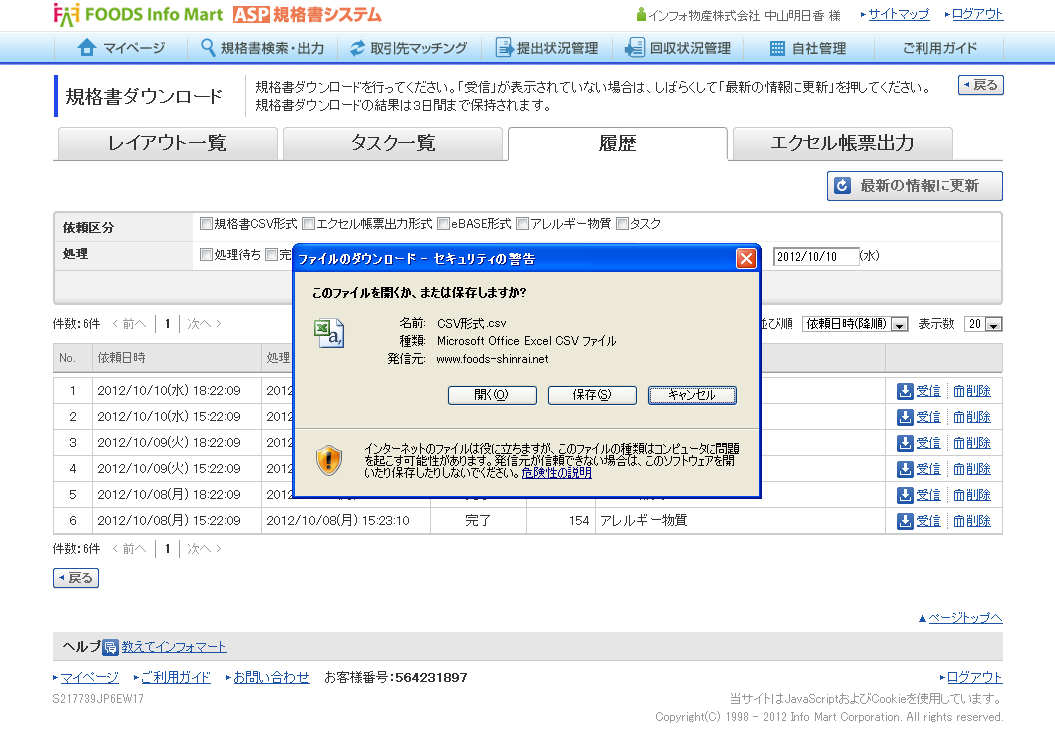 FOODS Info Mart ASP 規格書システム
インフォ物産株式会社 中山明日香 様 サイトマップ ログアウト
マイページ 規格書検索・出力 取引先マッチング 提出状況管理 回収状況管理 自社管理 ご利用ガイド
規格書ダウンロード
規格書ダウンロードを行ってください。「受信」が表示されていない場合は、しばらくして「最新の情報に更新」を押してください。
規格書ダウンロードの結果は3日間まで保持されます。
戻る
レイアウト一覧 タスク一覧 履歴 エクセル帳票出力
最新の情報に更新
依頼区分 規格書CSV形式 エクセル帳票出力形式 eBASE形式 アレルギー物質 タスク
処理 処理待ち 完 2012/10/10 (水)
ファイルのダウンロード - セキュリティの警告
このファイルを開くか、または保存しますか?
名前: CSV形式.csv
種類: Microsoft Office Excel CSV ファイル
発信元: www.foods-shinrai.net
開く(O) 保存(S) キャンセル
インターネットのファイルは役に立ちますが、このファイルの種類はコンピュータに問題
を起こす可能性があります。発信元が信頼できない場合は、このソフトウェアを開
いたり保存したりしないでください。危険性の説明
件数:6件 <前へ 1 次へ> 並び順 依頼日時(降順) 表示数 20
No. 依頼日時 処理
1 2012/10/10(水) 18:22:09 2012 受信 削除
2 2012/10/10(水) 15:22:09 2012 受信 削除
3 2012/10/09(火) 18:22:09 2012 受信 削除
4 2012/10/09(火) 15:22:09 2012 受信 削除
5 2012/10/08(月) 18:22:09 2012 受信 削除
6 2012/10/08(月) 15:22:09 2012/10/08(月) 15:23:10 完了 154 アレルギー物質 受信 削除
件数:6件 <前へ 1 次へ>
戻る
▲ページトップへ
ヘルプ 教えてインフォマート
マイページ ご利用ガイド お問い合わせ お客様番号:564231897 ログアウト
S217739JP6EW17
当サイトはJavaScriptおよびCookieを使用しています。
Copyright(C) 1998 - 2012 Info Mart Corporation. All rights reserved.